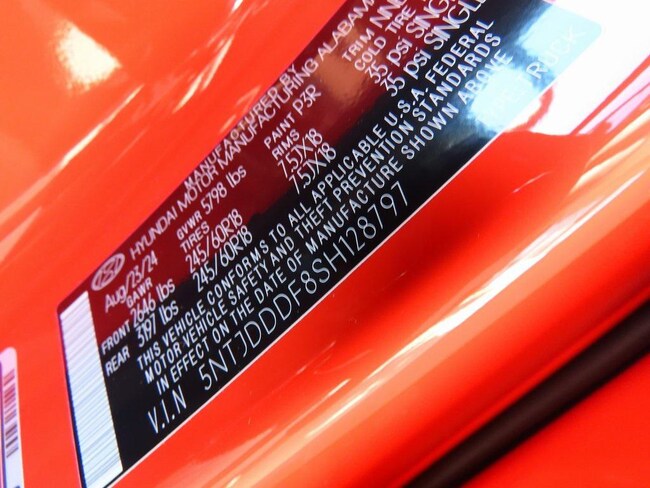 MANUFACTURED BY
HYUNDAI MOTOR MANUFACTURING ALABAMA
Aug/23/24 GVWR 5798 lbs PAINT P3R TRIM NNB
GAWR TIRES RIMS COLD TIRE
FRONT 2646 lbs 245/60R18 7.5JX18 35 psi SINGLE
REAR 3197 lbs 245/60R18 7.5JX18 35 psi SINGLE
THIS VEHICLE CONFORMS TO ALL APPLICABLE U.S.A. FEDERAL
MOTOR VEHICLE SAFETY AND THEFT PREVENTION STANDARDS
IN EFFECT ON THE DATE OF MANUFACTURE SHOWN ABOVE
V.I.N 5NTJDDDF8SH128797 TRUCK